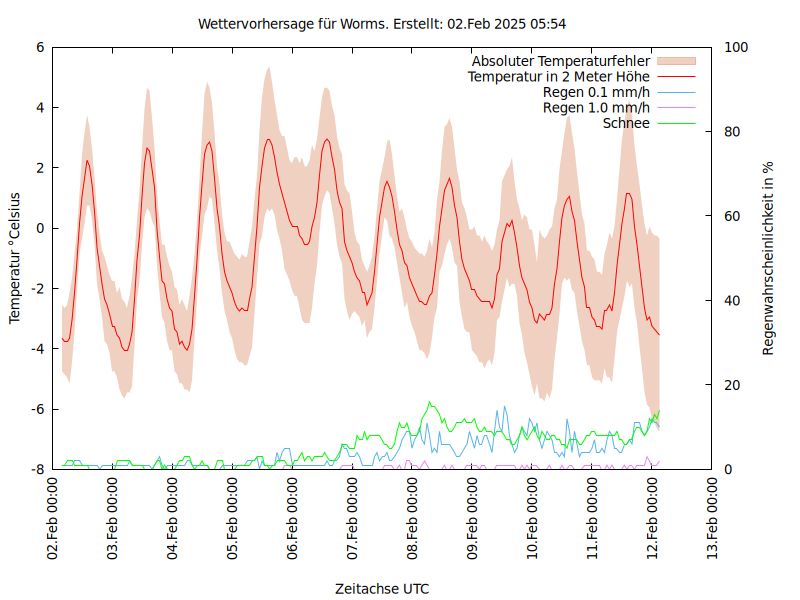 Wettervorhersage für Worms. Erstellt: 02.Feb 2025 05:54
Absoluter Temperaturfehler
Temperatur in 2 Meter Höhe
Regen 0.1 mm/h
Regen 1.0 mm/h
Schnee
Temperatur °Celsius
6
4
2
0
-2
-4
-6
-8
100
80
60
40
20
0
Regenwahrscheinlichkeit in %
02.Feb 00:00
03.Feb 00:00
04.Feb 00:00
05.Feb 00:00
06.Feb 00:00
07.Feb 00:00
08.Feb 00:00
09.Feb 00:00
10.Feb 00:00
11.Feb 00:00
12.Feb 00:00
13.Feb 00:00
Zeitachse UTC